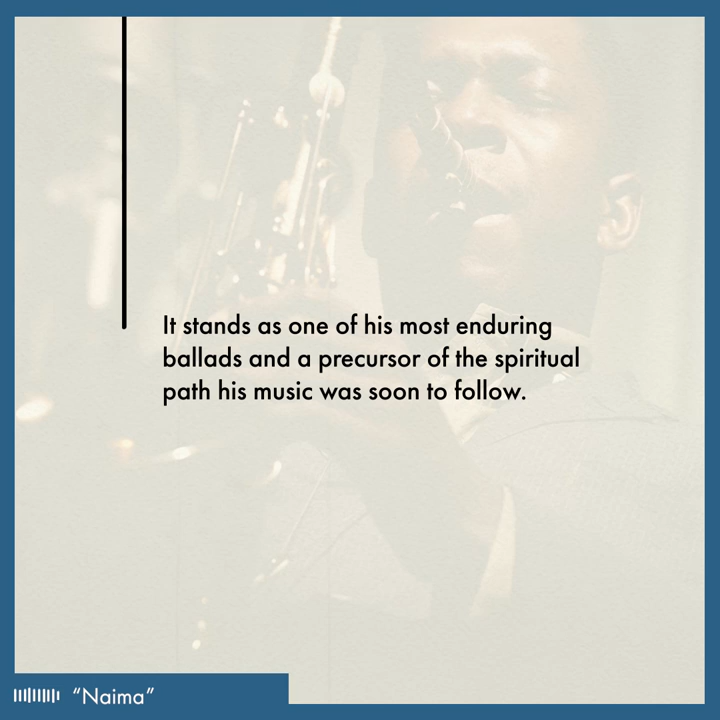 It stands as one of his most enduring
ballads and a precursor of the spiritual
path his music was soon to follow.
“Naima”